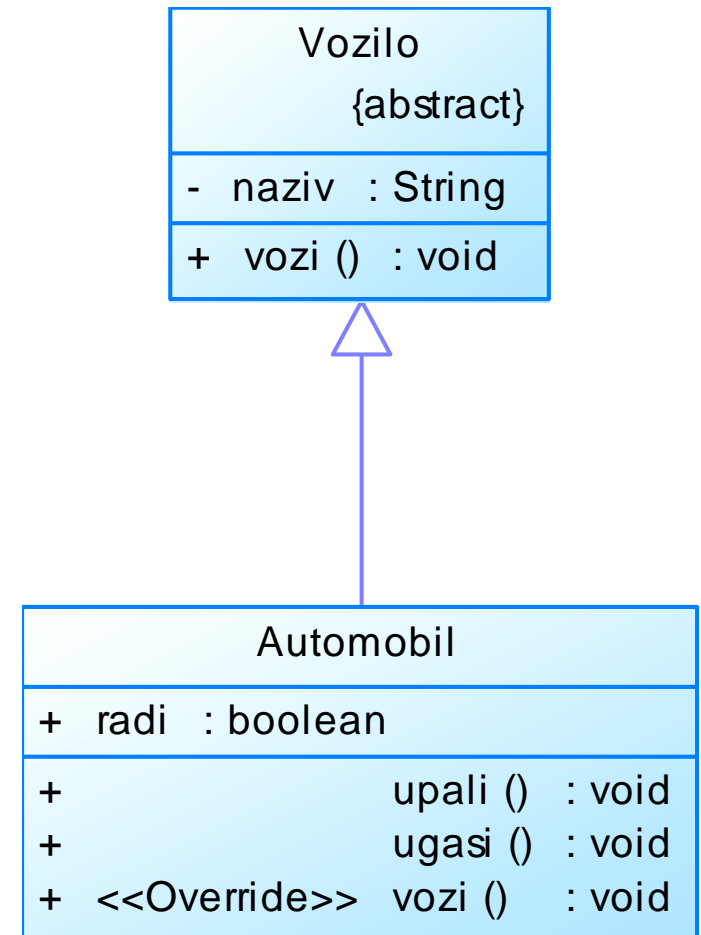 Vozilo
{abstract}
- naziv : String
+ vozi () : void
Automobil
+ radi : boolean
+ upali () : void
+ ugasi () : void
+ <<Override>> vozi () : void